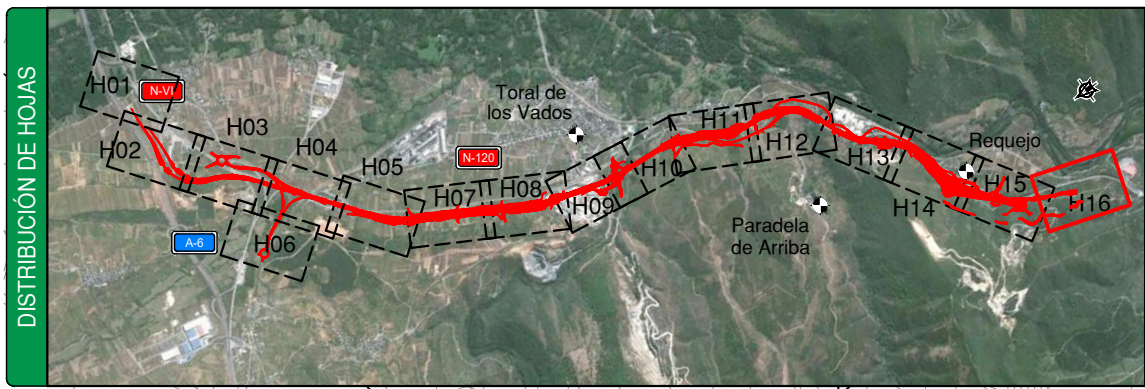 DISTRIBUCIÓN DE HOJAS
H01
N-VI
H02
H03
H04
H05
H06
A-6
Toral de
los Vados
N-120
H07
H08
H09
H10
H11
H12
Paradela
de Arriba
H13
H14
Requejo
H15
H16